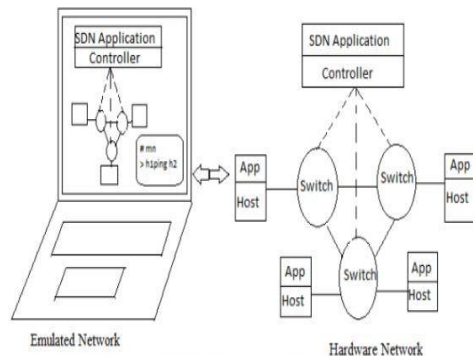 SDN Application
Controller
# mn
> h1ping h2
Emulated Network
SDN Application
Controller
App
Host
Switch
Switch
App
Host
Switch
App
Host
App
Host
Hardware Network